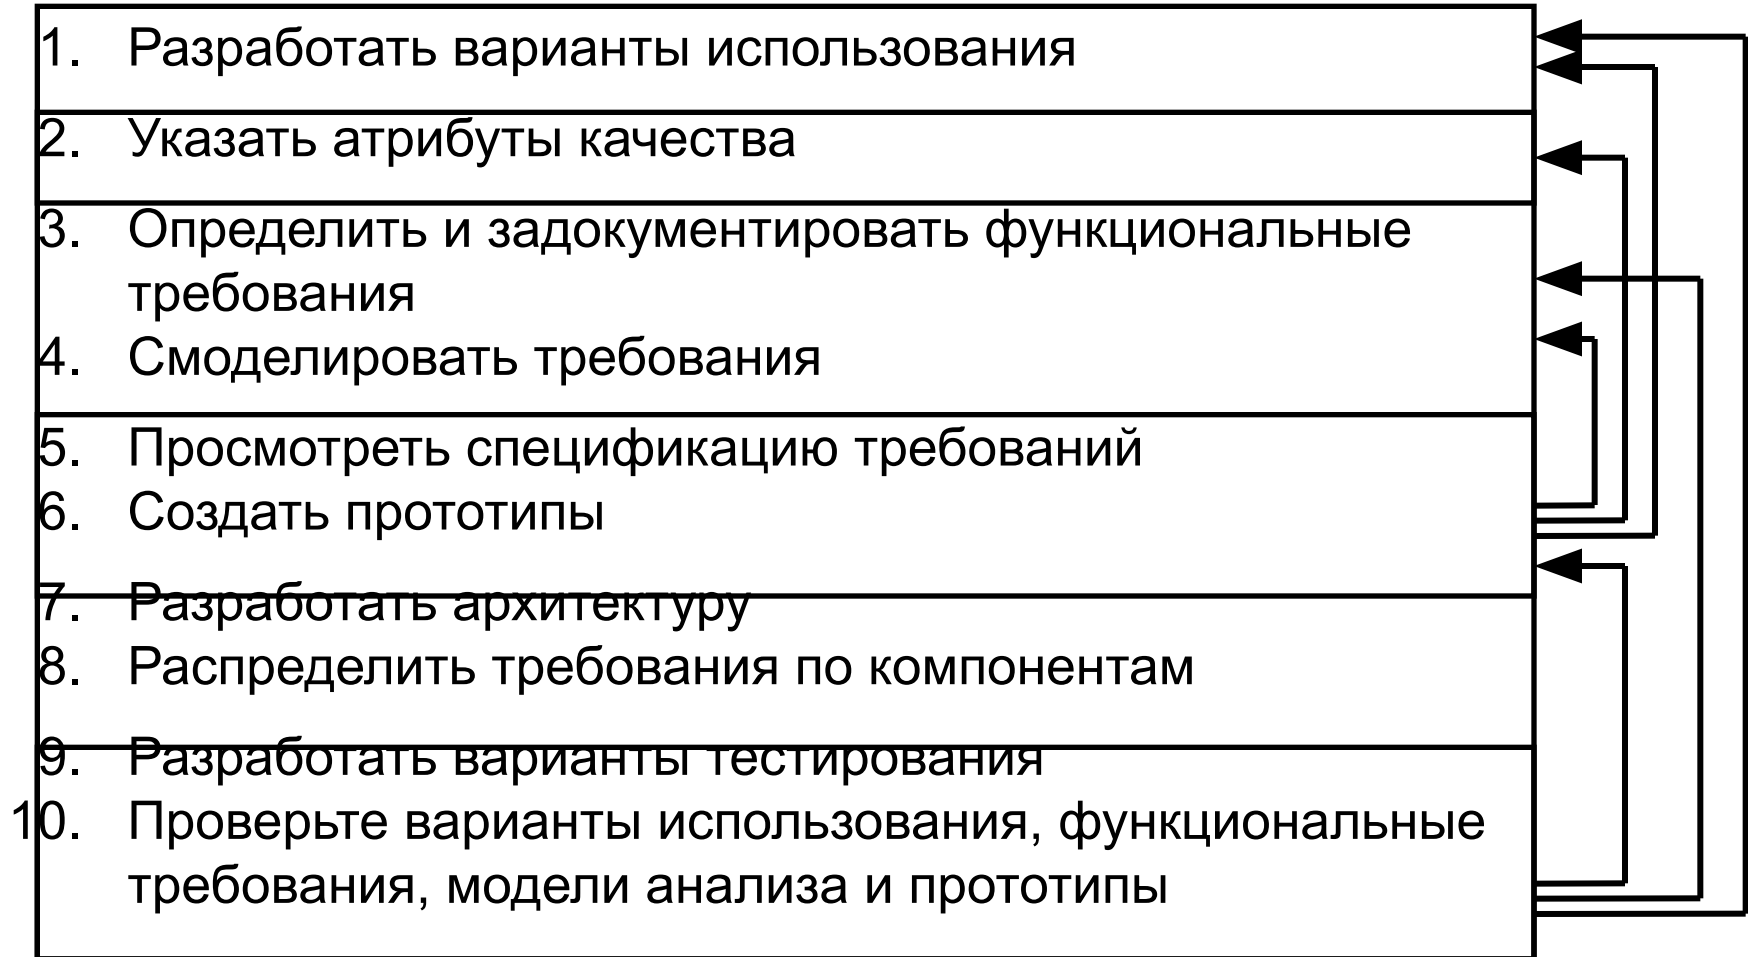 1. Разработать варианты использования
2. Указать атрибуты качества
3. Определить и задокументировать функциональные
требования
4. Смоделировать требования
5. Просмотреть спецификацию требований
6. Создать прототипы
7. Разработать архитектуру
8. Распределить требования по компонентам
9. Разработать варианты тестирования
10. Проверьте варианты использования, функциональные
требования, модели анализа и прототипы